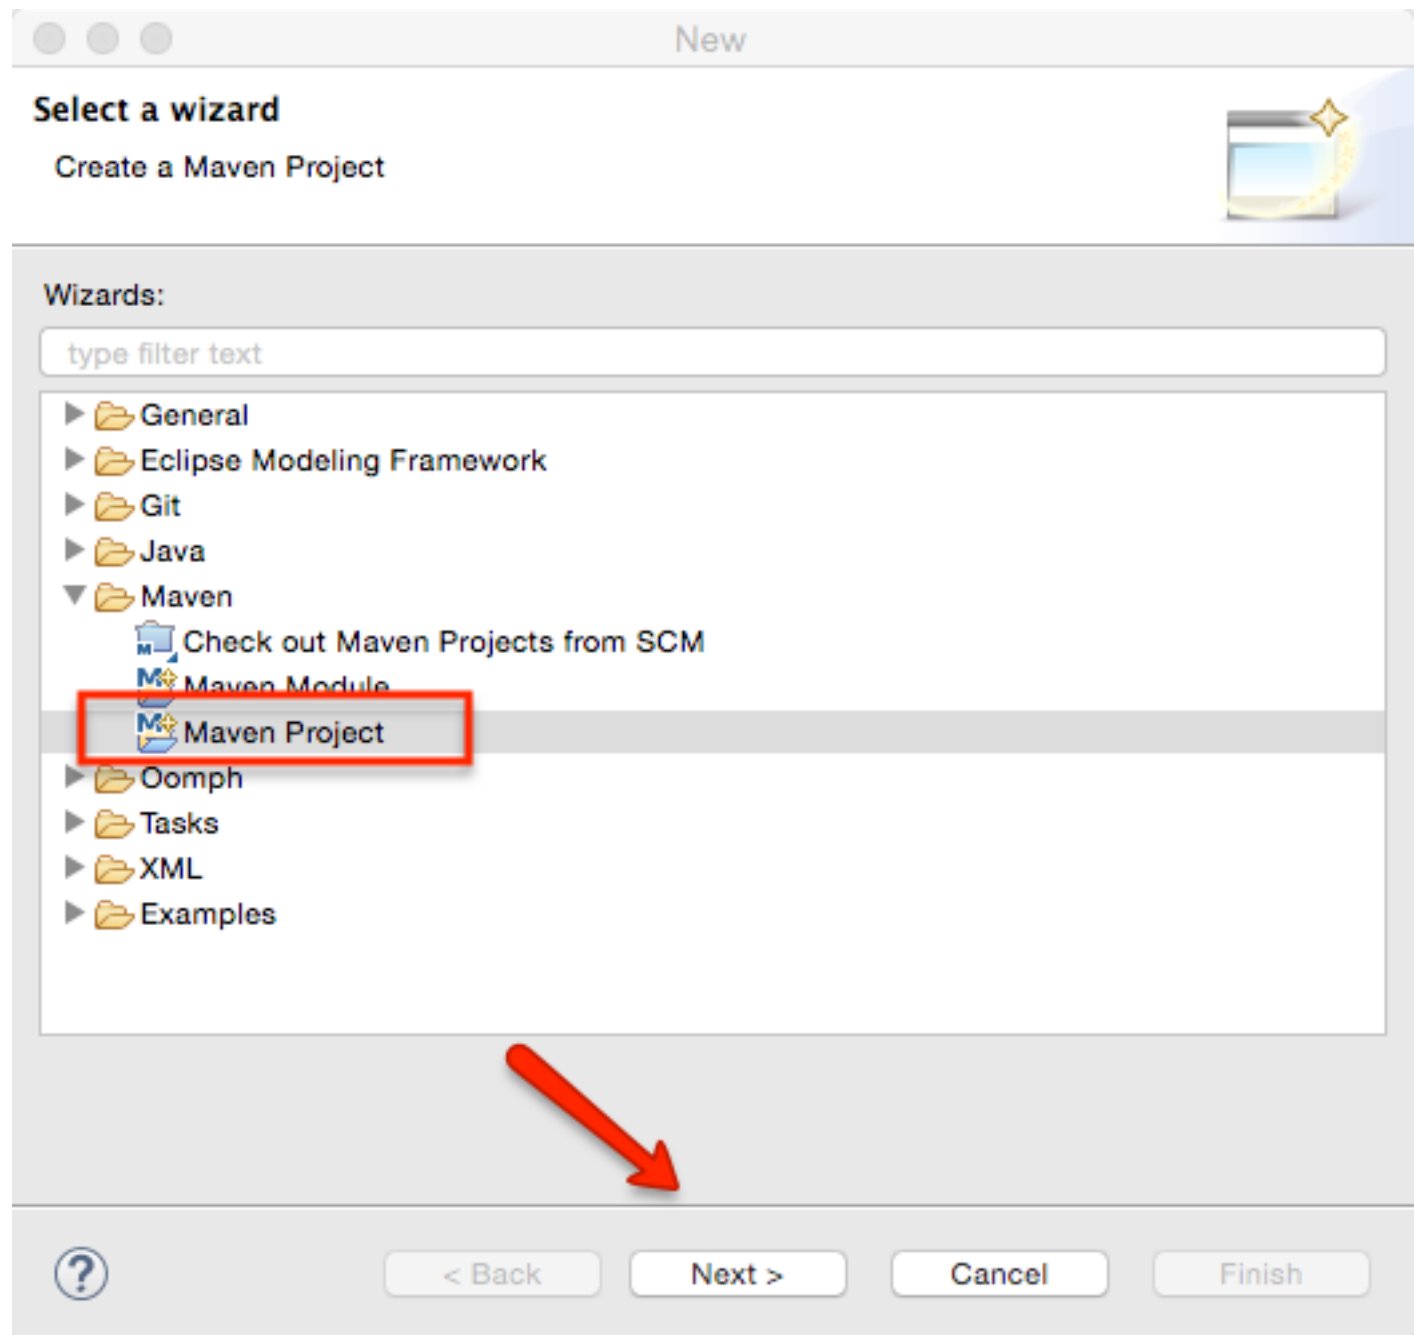 New
Select a wizard
Create a Maven Project
Wizards:
type filter text
General
Eclipse Modeling Framework
Git
Java
Maven
Check out Maven Projects from SCM
Maven Module
Maven Project
Oomph
Tasks
XML
Examples
? < Back Next > Cancel Finish